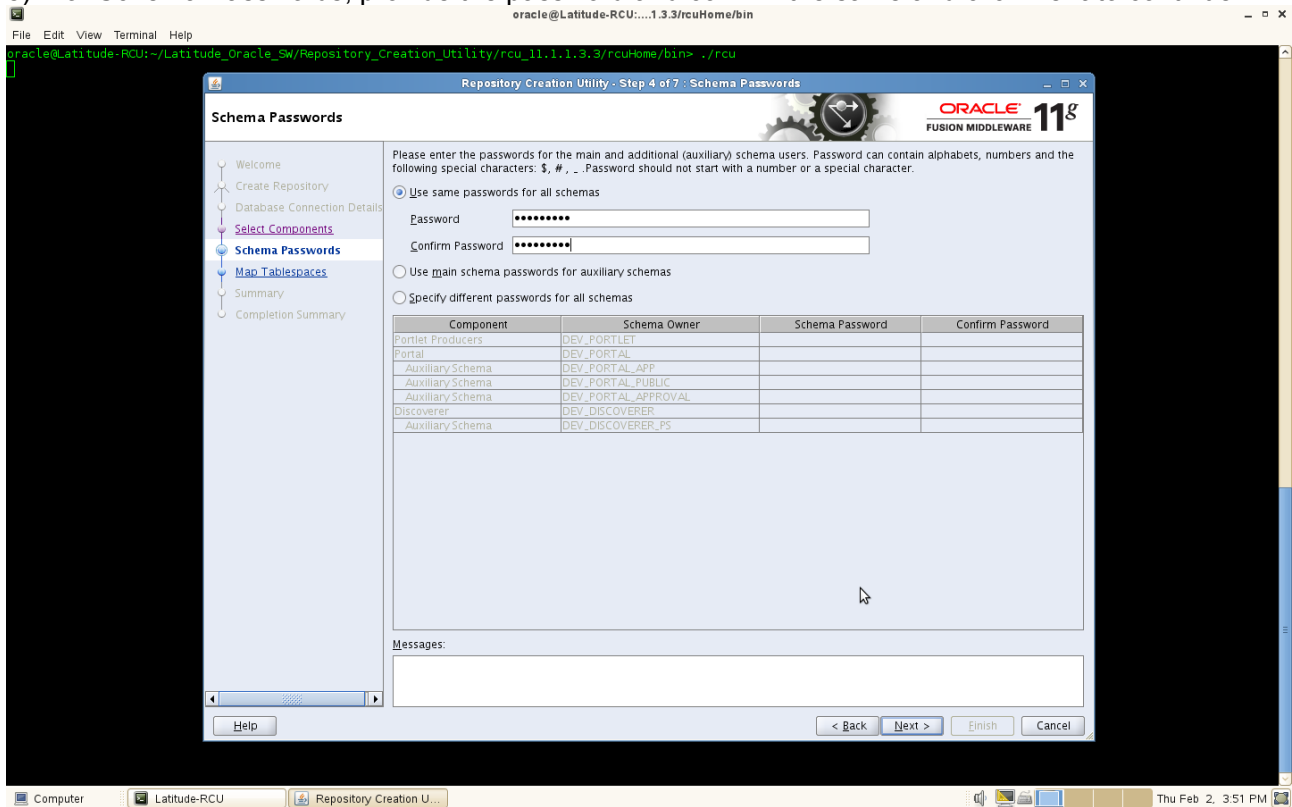 oracle@Latitude-RCU:....1.3.3/rcuHome/bin
File Edit View Terminal Help
oracle@Latitude-RCU:~/Latitude_Oracle_SW/Repository_Creation_Utility/rcu_11.1.1.3.3/rcuHome/bin> ./rcu
Repository Creation Utility - Step 4 of 7 : Schema Passwords
Schema Passwords
ORACLE
FUSION MIDDLEWARE 11g
Welcome
Create Repository
Database Connection Details
Select Components
Schema Passwords
Map Tablespaces
Summary
Completion Summary
Please enter the passwords for the main and additional (auxiliary) schema users. Password can contain alphabets, numbers and the
following special characters: $, # , _ .Password should not start with a number or a special character.
Use same passwords for all schemas
Password •••••••••
Confirm Password •••••••••
Use main schema passwords for auxiliary schemas
Specify different passwords for all schemas
Component Schema Owner Schema Password Confirm Password
Portlet Producers DEV_PORTLET
Portal DEV_PORTAL
Auxiliary Schema DEV_PORTAL_APP
Auxiliary Schema DEV_PORTAL_PUBLIC
Auxiliary Schema DEV_PORTAL_APPROVAL
Discoverer DEV_DISCOVERER
Auxiliary Schema DEV_DISCOVERER_PS
Messages:
Help < Back Next > Finish Cancel
Computer Latitude-RCU Repository Creation U... Thu Feb 2, 3:51 PM